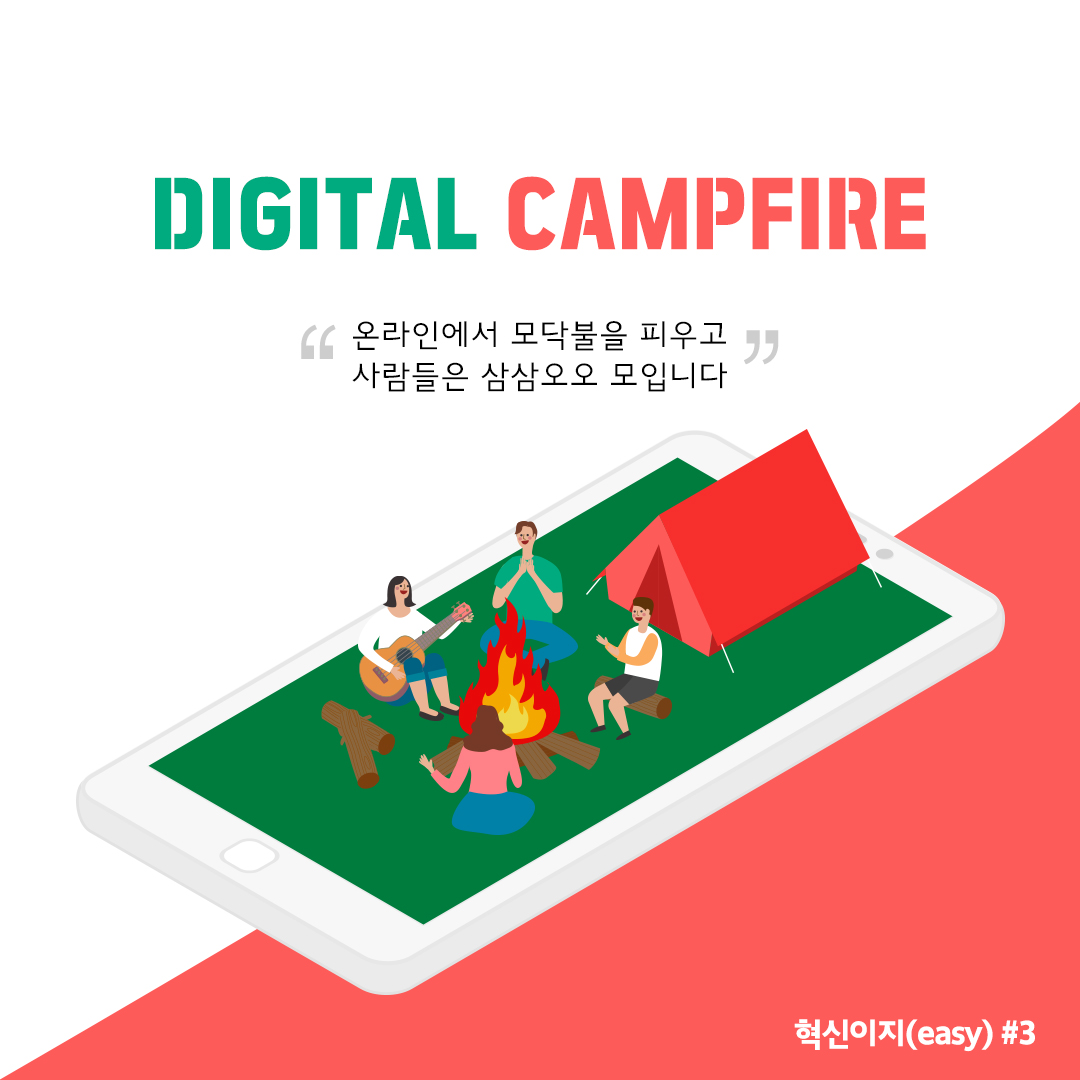 DIGITAL CAMPFIRE
“ 온라인에서 모닥불을 피우고
사람들은 삼삼오오 모입니다 ”
혁신이지(easy) #3